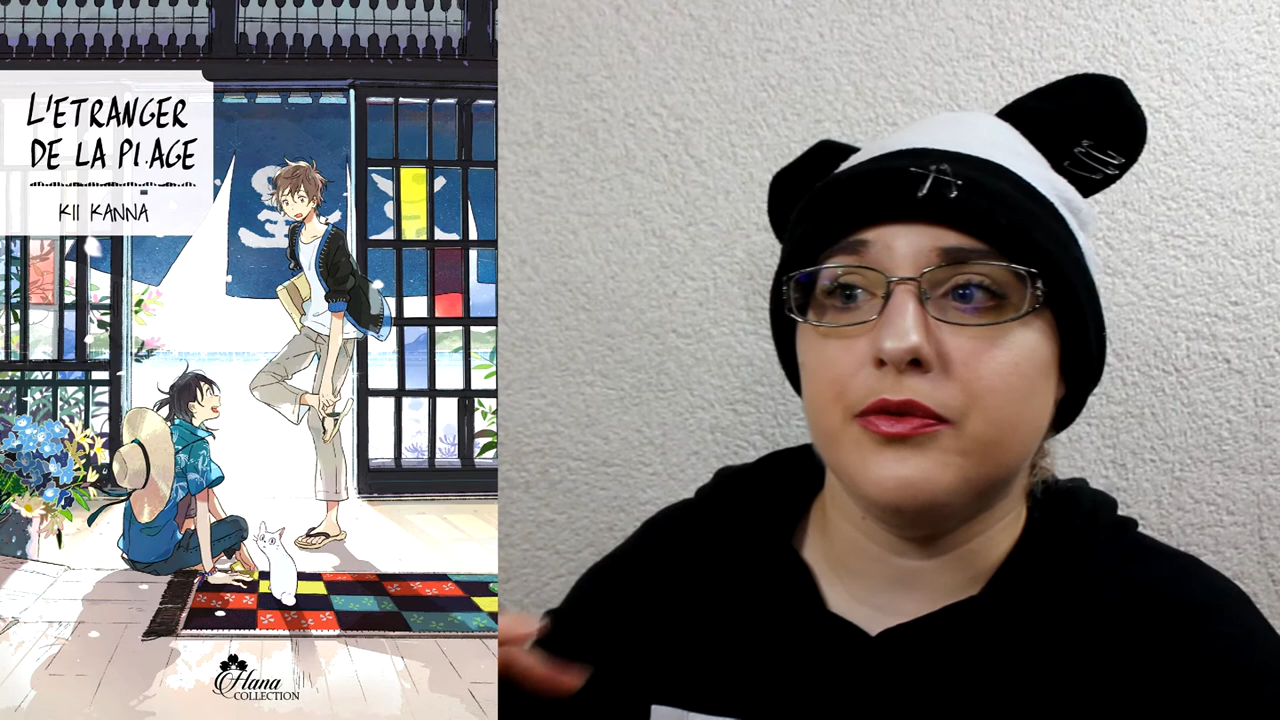 L'ETRANGER
DE LA PLAGE
KII KANNA
Hana
COLLECTION